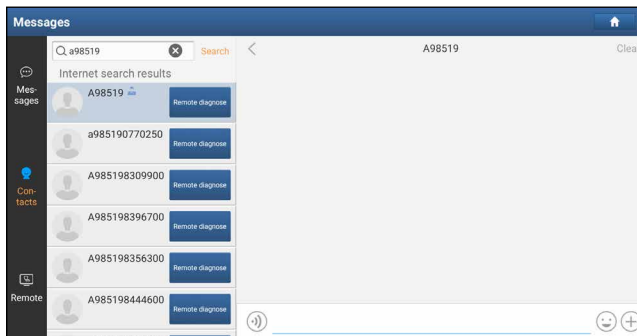 Messages
a98519
Search
A98519
Clea
Internet search results
Mes-
sages
A98519
Remote diagnose
a985190770250
Remote diagnose
Con-
tacts
A985198309900
Remote diagnose
A985198396700
Remote diagnose
A985198356300
Remote diagnose
Remote
A985198444600
Remote diagnose